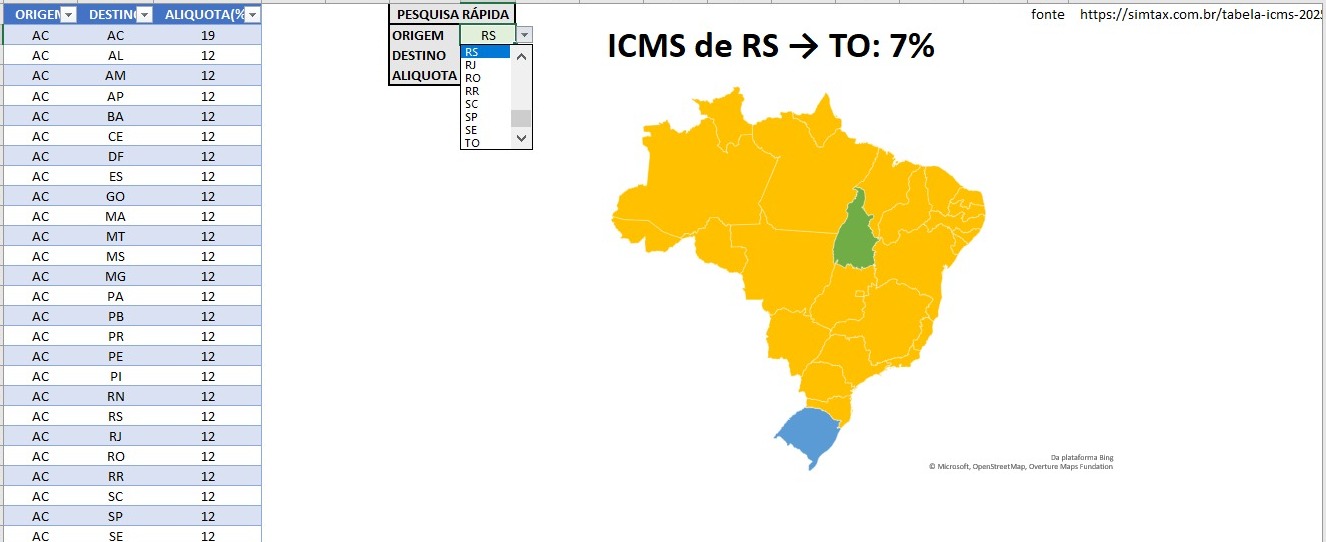 ORIGEM DESTINO ALIQUOTA(%
AC AC 19
AC AL 12
AC AM 12
AC AP 12
AC BA 12
AC CE 12
AC DF 12
AC ES 12
AC GO 12
AC MA 12
AC MT 12
AC MS 12
AC MG 12
AC PA 12
AC PB 12
AC PR 12
AC PE 12
AC PI 12
AC RN 12
AC RS 12
AC RJ 12
AC RO 12
AC RR 12
AC SC 12
AC SP 12
AC SE 12
PESQUISA RÁPIDA
ORIGEM RS
DESTINO
ALIQUOTA
RS
RJ
RO
RR
SC
SP
SE
TO
fonte https://simtax.com.br/tabela-icms-2025
ICMS de RS → TO: 7%
Da plataforma Bing
© Microsoft, OpenStreetMap, Overture Maps Fundation